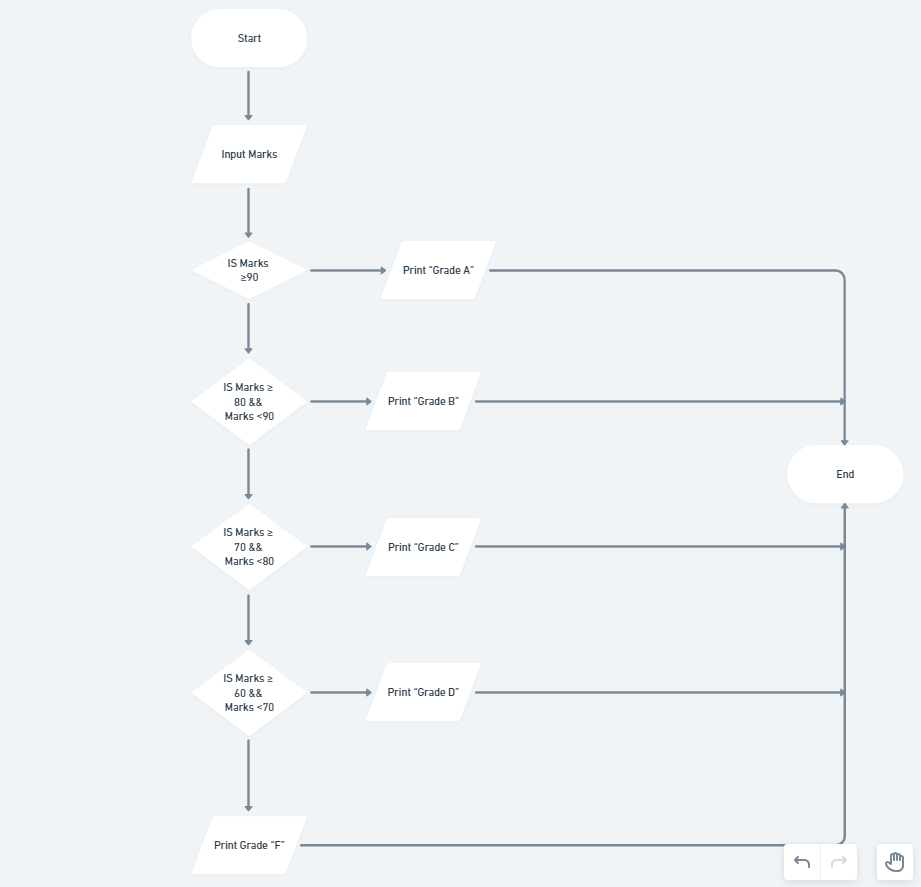 Start
Input Marks
IS Marks
≥90
Print “Grade A”
IS Marks ≥
80 &&
Marks <90
Print “Grade B”
End
IS Marks ≥
70 &&
Marks <80
Print “Grade C”
IS Marks ≥
60 &&
Marks <70
Print “Grade D”
Print Grade “F”